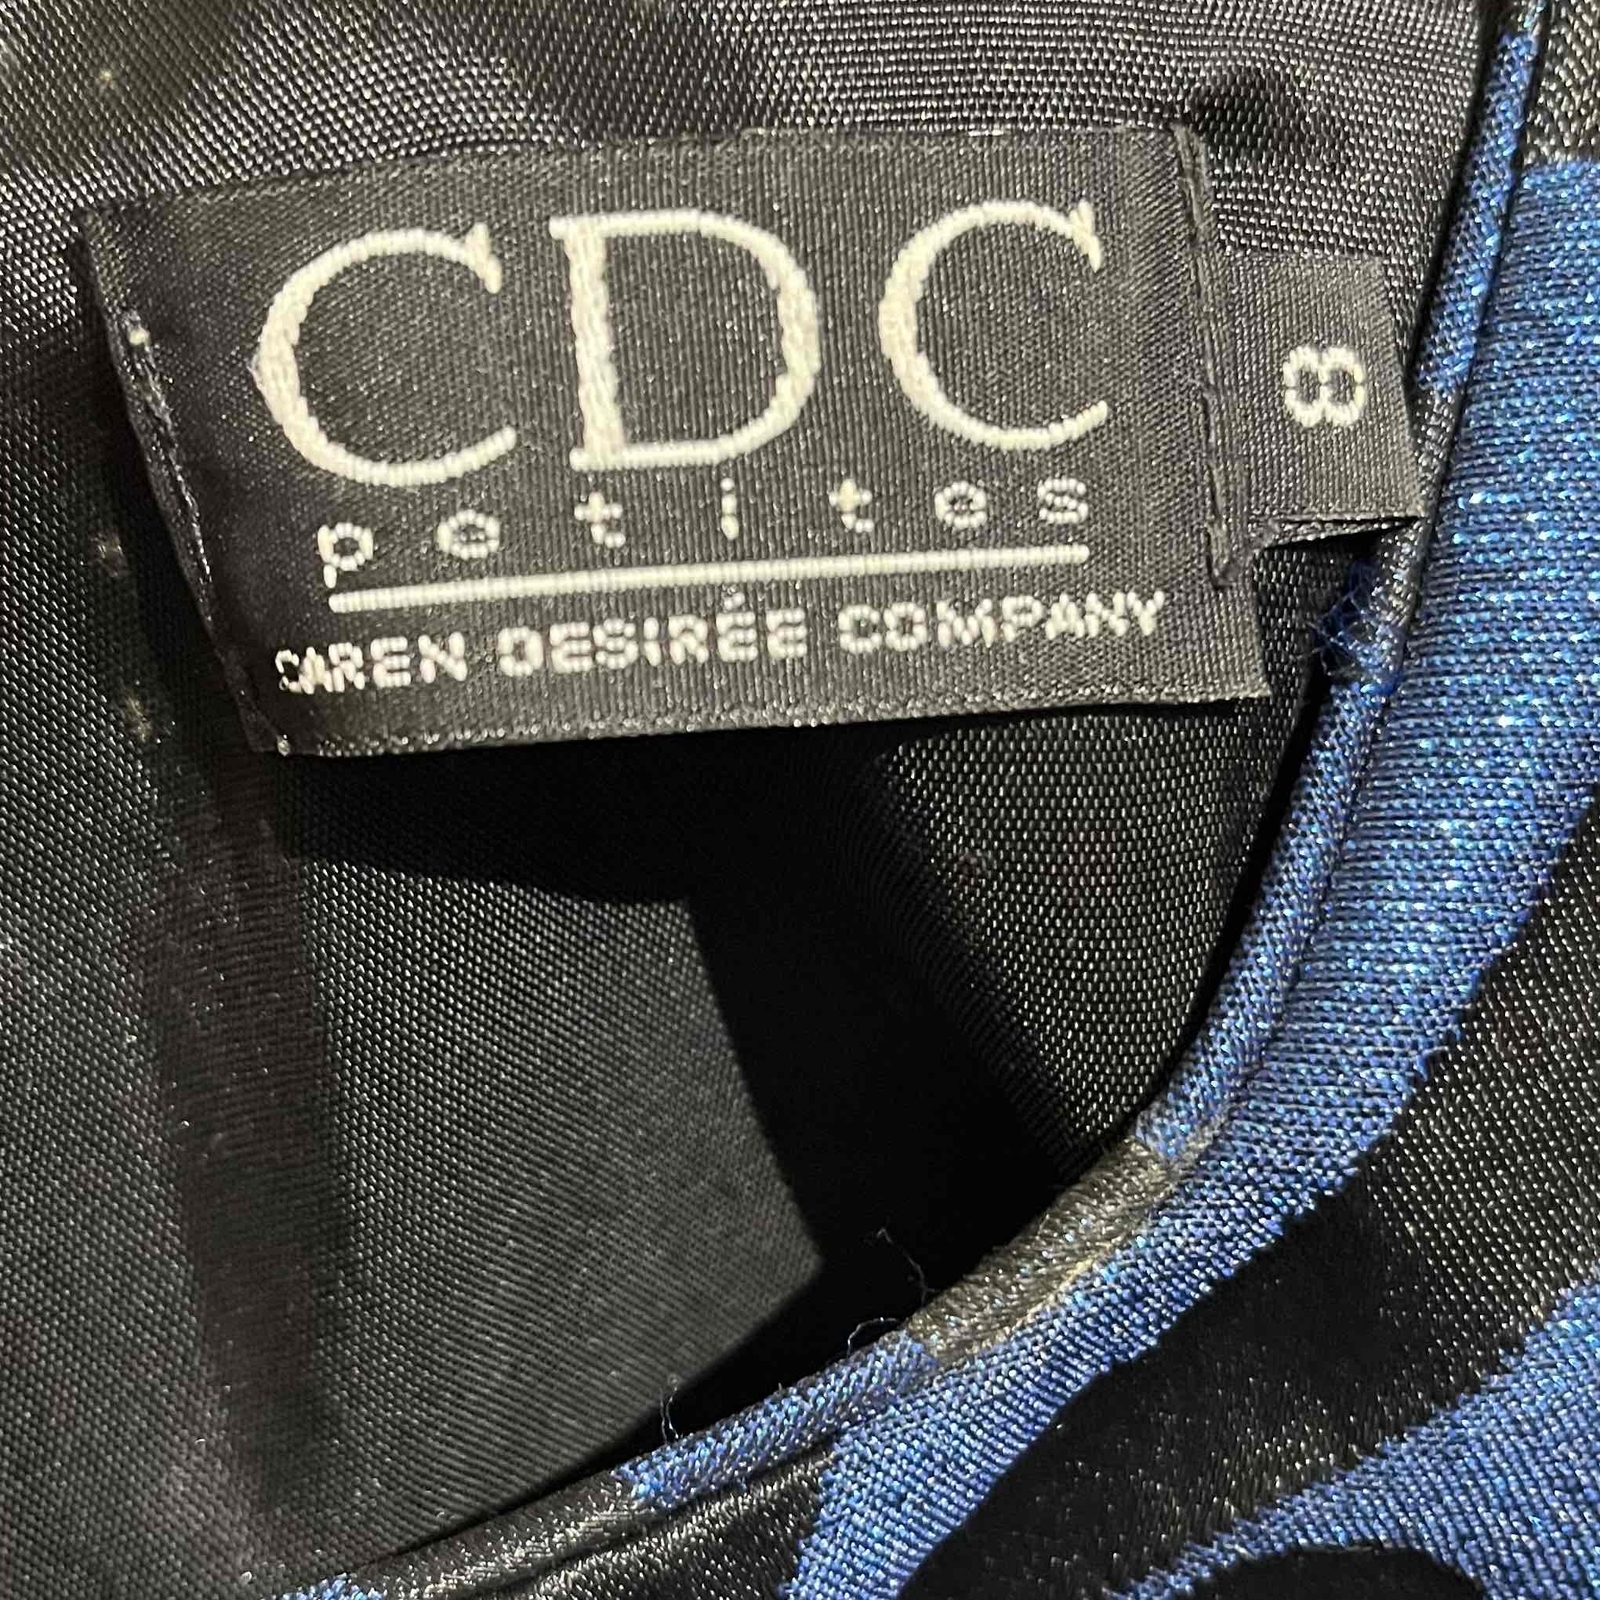 CDC
petites
CAREN DESIRÉE COMPANY
8